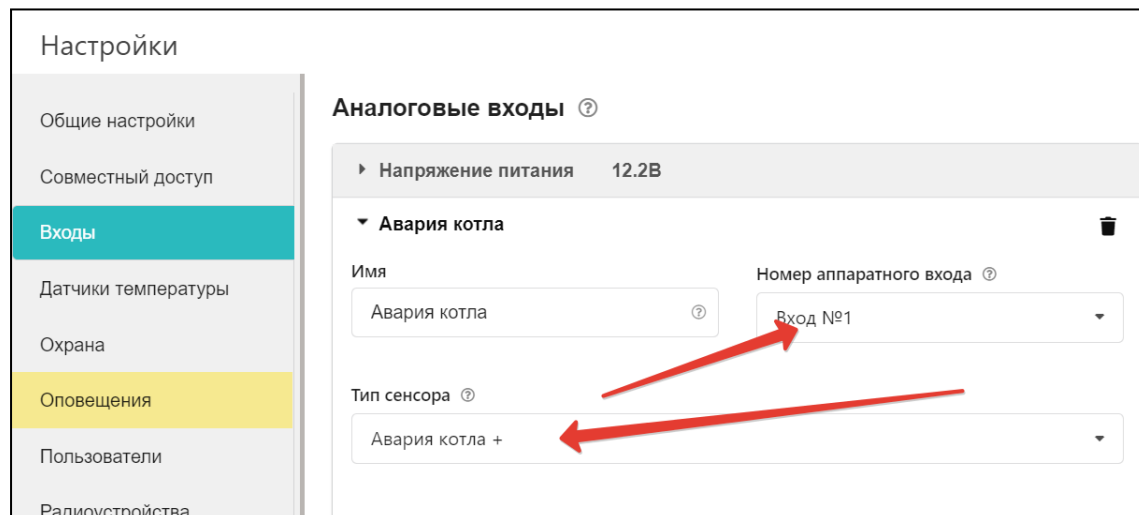 Настройки
Общие настройки
Совместный доступ
Входы
Датчики температуры
Охрана
Оповещения
Пользователи
Радиоустройства
Аналоговые входы ?
Напряжение питания 12.2В
Авария котла
Имя
Авария котла ?
Номер аппаратного входа ?
Вход №1
Тип сенсора ?
Авария котла +